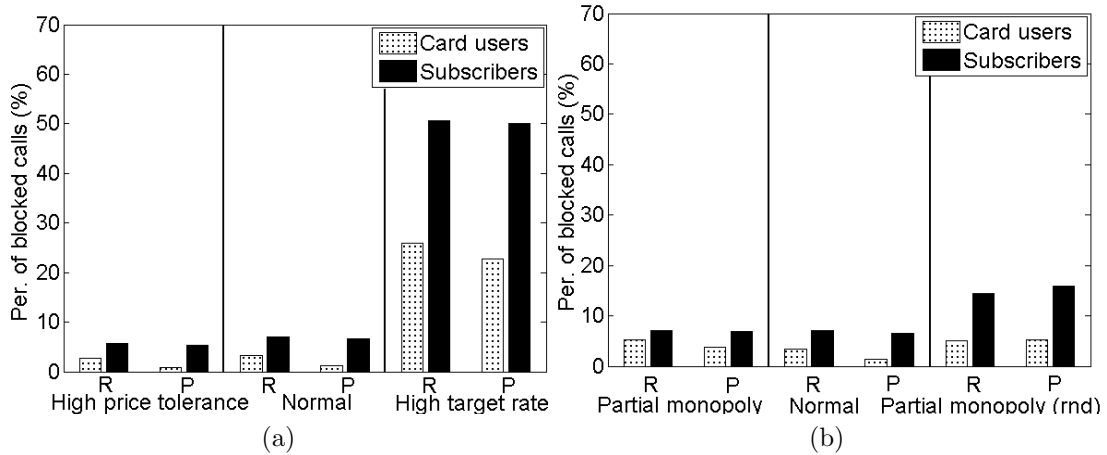 70
60
50
40
30
20
10
0
Per. of blocked calls (%)
Card users
Subscribers
R P R P R P
High price tolerance Normal High target rate
(a)
70
60
50
40
30
20
10
0
Per. of blocked calls (%)
Card users
Subscribers
R P R P R P
Partial monopoly Normal Partial monopoly (rnd)
(b)